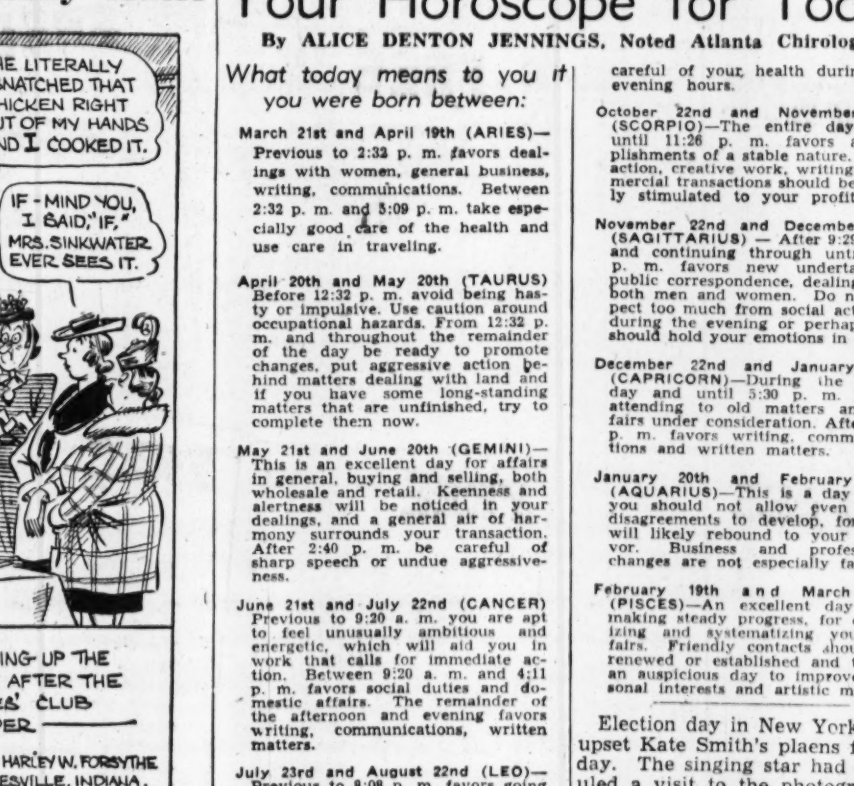 HE LITERALLY
SNATCHED THAT
CHICKEN RIGHT
OUT OF MY HANDS
AND I COOKED IT.
IF - MIND YOU,
I SAID, "IF,"
MRS. SINKWATER
EVER SEES IT.
ING UP THE
AFTER THE
CLUB
HARLEY W. FORSYTHE
ESVILLE, INDIANA.
Your Horoscope for Tod
By ALICE DENTON JENNINGS, Noted Atlanta Chirolog
What today means to you if
you were born between:
March 21st and April 19th (ARIES)—
Previous to 2:32 p. m. favors deal-
ings with women, general business,
writing, communications. Between
2:32 p. m. and 5:09 p. m. take espe-
cially good care of the health and
use care in traveling.
April 20th and May 20th (TAURUS)
Before 12:32 p. m. avoid being has-
ty or impulsive. Use caution around
occupational hazards. From 12:32 p.
m. and throughout the remainder
of the day be ready to promote
changes, put aggressive action be-
hind matters dealing with land and
if you have some long-standing
matters that are unfinished, try to
complete them now.
May 21st and June 20th (GEMINI)—
This is an excellent day for affairs
in general, buying and selling, both
wholesale and retail. Keenness and
alertness will be noticed in your
dealings, and a general air of har-
mony surrounds your transaction.
After 2:40 p. m. be careful of
sharp speech or undue aggressive-
ness.
June 21st and July 22nd (CANCER)
Previous to 9:20 a. m. you are apt
to feel unusually ambitious and
energetic, which will aid you in
work that calls for immediate ac-
tion. Between 9:20 a. m. and 4:11
p. m. favors social duties and do-
mestic affairs. The remainder of
the afternoon and evening favors
writing, communications, written
matters.
July 23rd and August 22nd (LEO)—
Previous to 8:08 p. m. favors going
careful of your health durin
evening hours.
October 22nd and November
(SCORPIO)—The entire day
until 11:26 p. m. favors a
plishments of a stable nature.
action, creative work, writing
mercial transactions should be
ly stimulated to your profit
November 22nd and Decembe
(SAGITTARIUS) — After 9:29
and continuing through unti
p. m. favors new underta
public correspondence, dealing
both men and women. Do n
pect too much from social act
during the evening or perhap
should hold your emotions in
December 22nd and January
(CAPRICORN)—During the
day and until 5:30 p. m.
attending to old matters an
fairs under consideration. Afte
p. m. favors writing, comm
tions and written matters.
January 20th and February
(AQUARIUS)—This is a day
you should not allow even
disagreements to develop, for
will likely rebound to your
vor. Business and profes
changes are not especially fa
February 19th and March
(PISCES)—An excellent day
making steady progress, for o
izing and systematizing you
fairs. Friendly contacts shou
renewed or established and t
an auspicious day to improve
sonal interests and artistic m
Election day in New York
upset Kate Smith's plaens f
day. The singing star had
uled a visit to the photogr